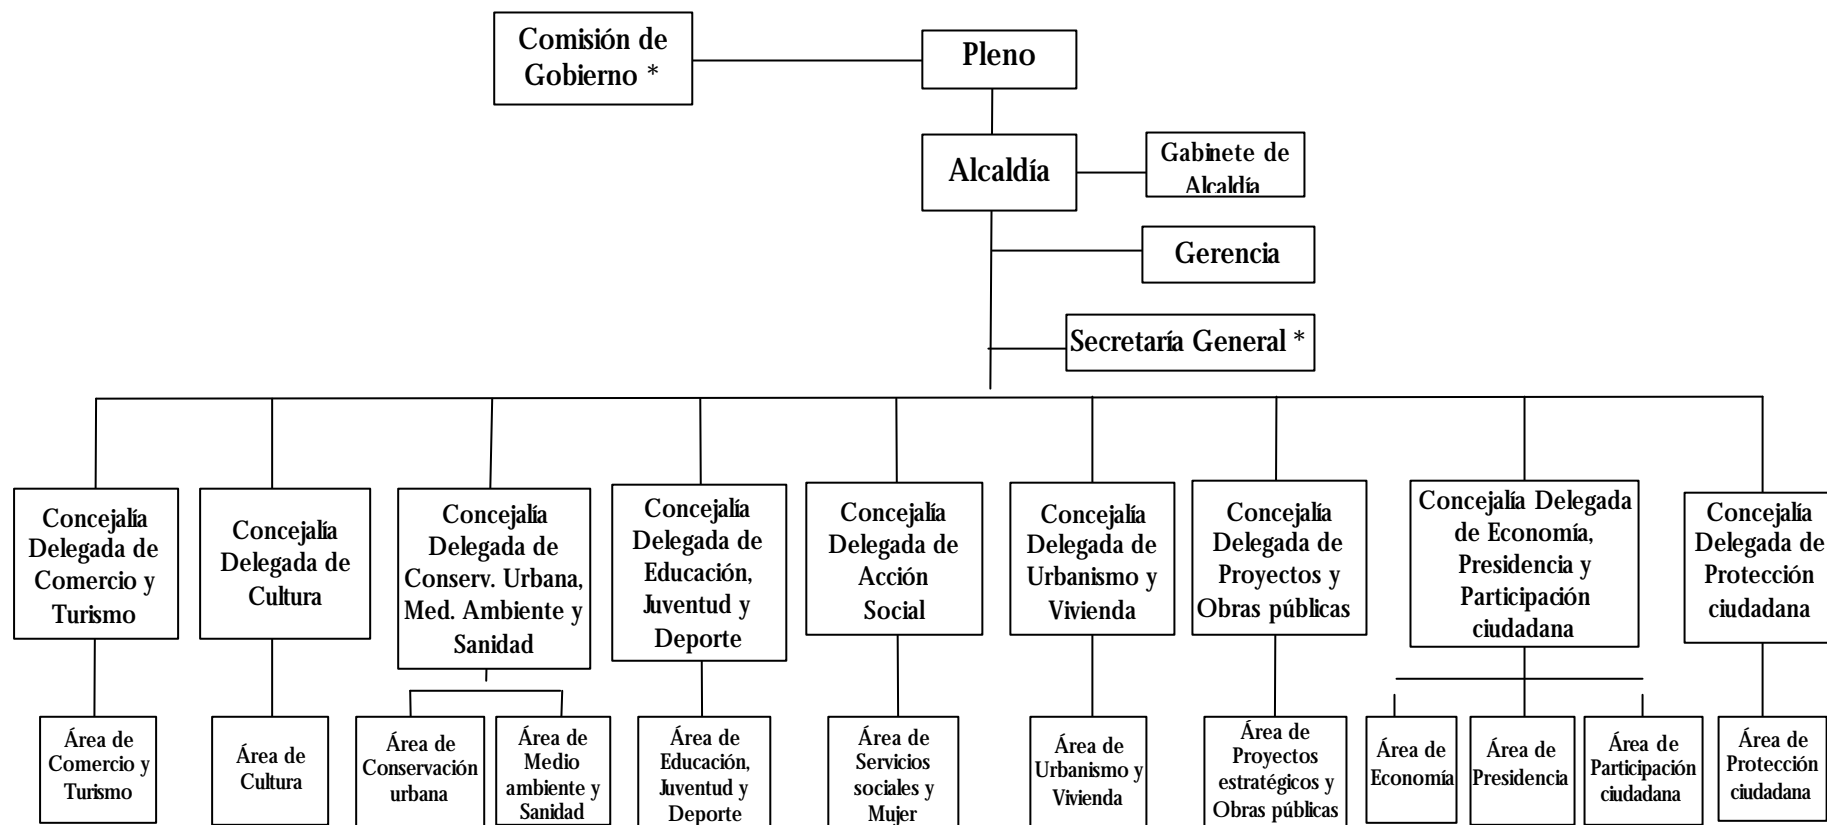 Comisión de
Gobierno *
Pleno
Alcaldía
Gabinete de
Alcaldía
Gerencia
Secretaría General *
Concejalía
Delegada de
Comercio y
Turismo
Concejalía
Delegada de
Cultura
Concejalía
Delegada de
Conserv. Urbana,
Med. Ambiente y
Sanidad
Concejalía
Delegada de
Educación,
Juventud y
Deporte
Concejalía
Delegada de
Acción
Social
Concejalía
Delegada de
Urbanismo y
Vivienda
Concejalía
Delegada de
Proyectos y
Obras públicas
Concejalía Delegada
de Economía,
Presidencia y
Participación
ciudadana
Concejalía
Delegada de
Protección
ciudadana
Área de
Comercio y
Turismo
Área de
Cultura
Área de
Conservación
urbana
Área de
Medio
ambiente y
Sanidad
Área de
Educación,
Juventud y
Deporte
Área de
Servicios
sociales y
Mujer
Área de
Urbanismo y
Vivienda
Área de
Proyectos
estratégicos y
Obras públicas
Área de
Economía
Área de
Presidencia
Área de
Participación
ciudadana
Área de
Protección
ciudadana